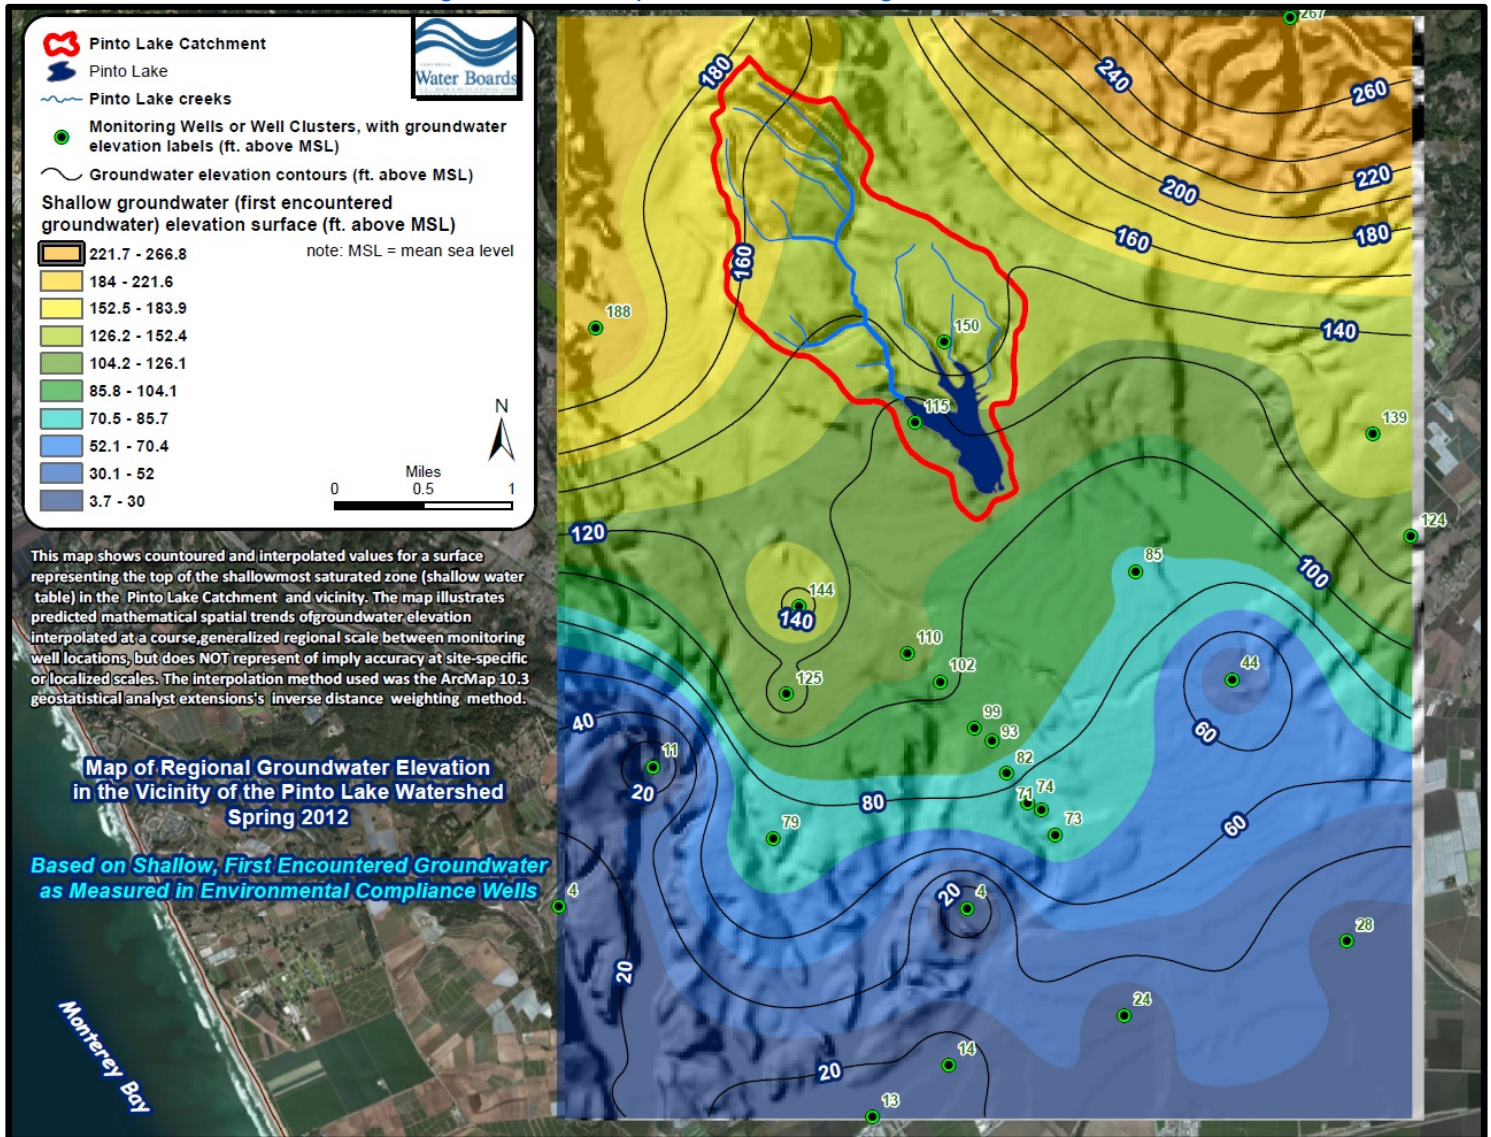 Pinto Lake Catchment
Pinto Lake
Pinto Lake creeks
Monitoring Wells or Well Clusters, with groundwater
elevation labels (ft. above MSL)
Groundwater elevation contours (ft. above MSL)
Shallow groundwater (first encountered
groundwater) elevation surface (ft. above MSL)
note: MSL = mean sea level
221.7 - 266.8
184 - 221.6
152.5 - 183.9
126.2 - 152.4
104.2 - 126.1
85.8 - 104.1
70.5 - 85.7
52.1 - 70.4
30.1 - 52
3.7 - 30
Water Boards
N
Miles
0 0.5 1
This map shows countoured and interpolated values for a surface
representing the top of the shallowmost saturated zone (shallow water
table) in the Pinto Lake Catchment and vicinity. The map illustrates
predicted mathematical spatial trends ofgroundwater elevation
interpolated at a course,generalized regional scale between monitoring
well locations, but does NOT represent of imply accuracy at site-specific
or localized scales. The interpolation method used was the ArcMap 10.3
geostatistical analyst extensions's inverse distance weighting method.
Map of Regional Groundwater Elevation
in the Vicinity of the Pinto Lake Watershed
Spring 2012
Based on Shallow, First Encountered Groundwater
as Measured in Environmental Compliance Wells
Monterey Bay
267
180
240
260
220
200
180
160
160
188
150
140
115
139
120
124
85
100
144
140
110
102
125
44
40
99
93
60
11
82
20
80
71
74
73
79
60
4
20
4
28
20
24
14
20
13